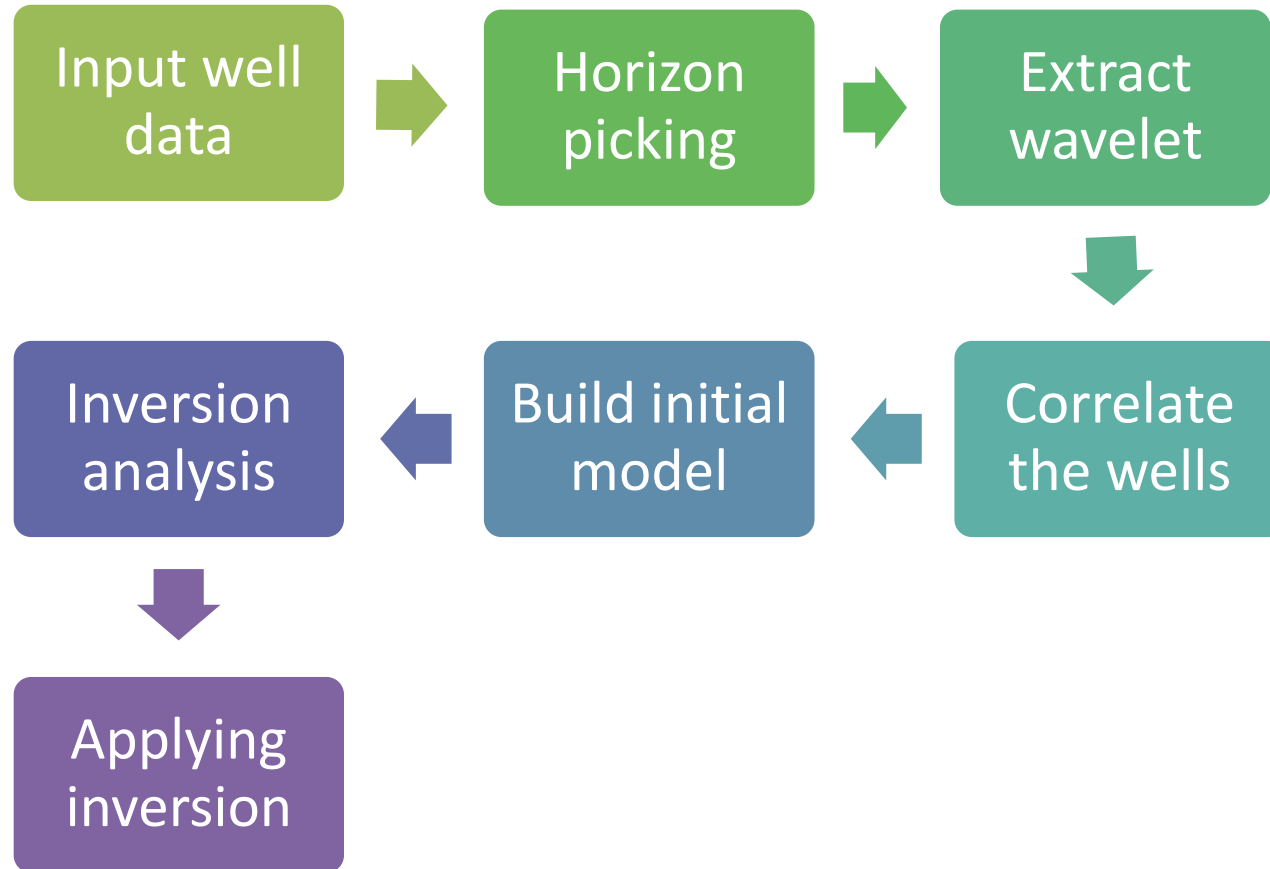 Input well
data
Horizon
picking
Extract
wavelet
Correlate
the wells
Build initial
model
Inversion
analysis
Applying
inversion